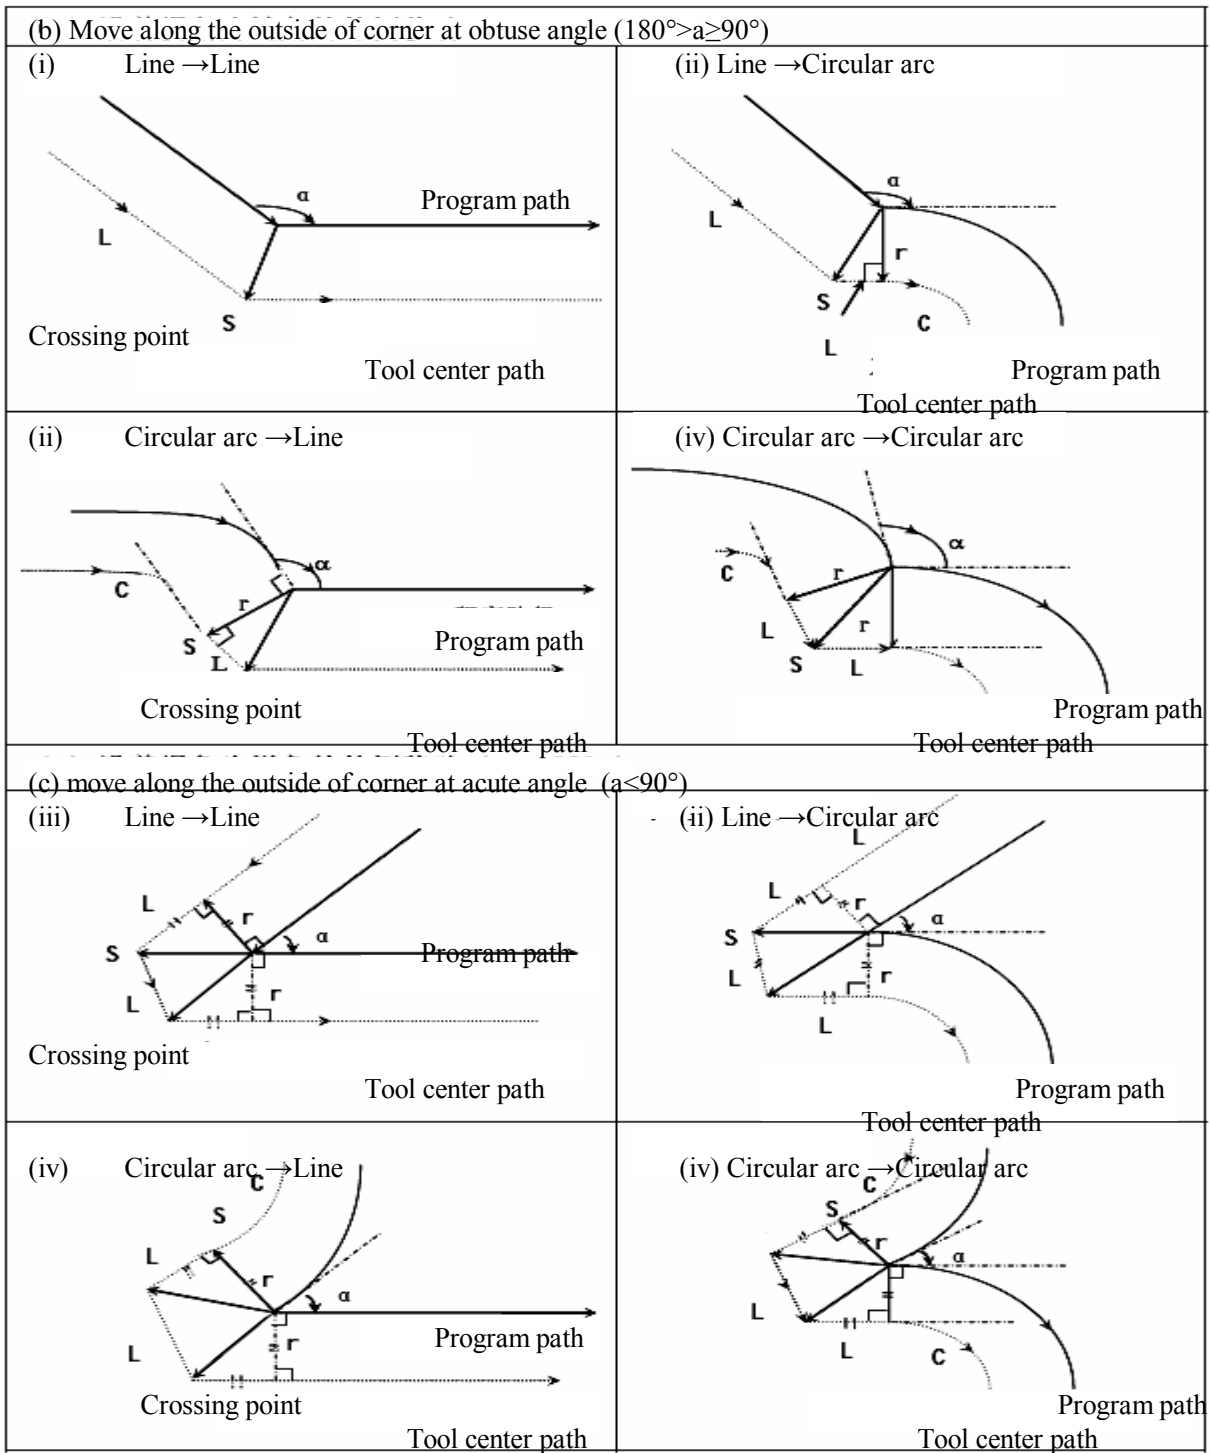 (b) Move along the outside of corner at obtuse angle (180°>a≥90°)
(i) Line →Line
α
Program path
L
S
Crossing point
Tool center path
(ii) Line →Circular arc
α
L
r
S
C
L
Program path
Tool center path
(ii) Circular arc →Line
α
C
r
S
L
Program path
Crossing point
Tool center path
(iv) Circular arc →Circular arc
α
C
r
L
r
S
L
Program path
Tool center path
(c) move along the outside of corner at acute angle (a<90°)
(iii) Line →Line
L
r
α
S
Program path
L
r
Crossing point
Tool center path
(ii) Line →Circular arc
L
L
r
α
S
L
r
L
Program path
Tool center path
(iv) Circular arc →Line
C
S
L
r
α
Program path
L
r
Crossing point
Tool center path
(iv) Circular arc →Circular arc
C
S
r
α
L
L
C
Program path
Tool center path